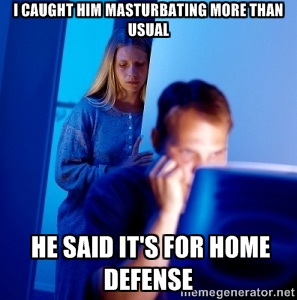 I CAUGHT HIM MASTURBATING MORE THAN
USUAL
HE SAID IT'S FOR HOME
DEFENSE
memegenerator.net